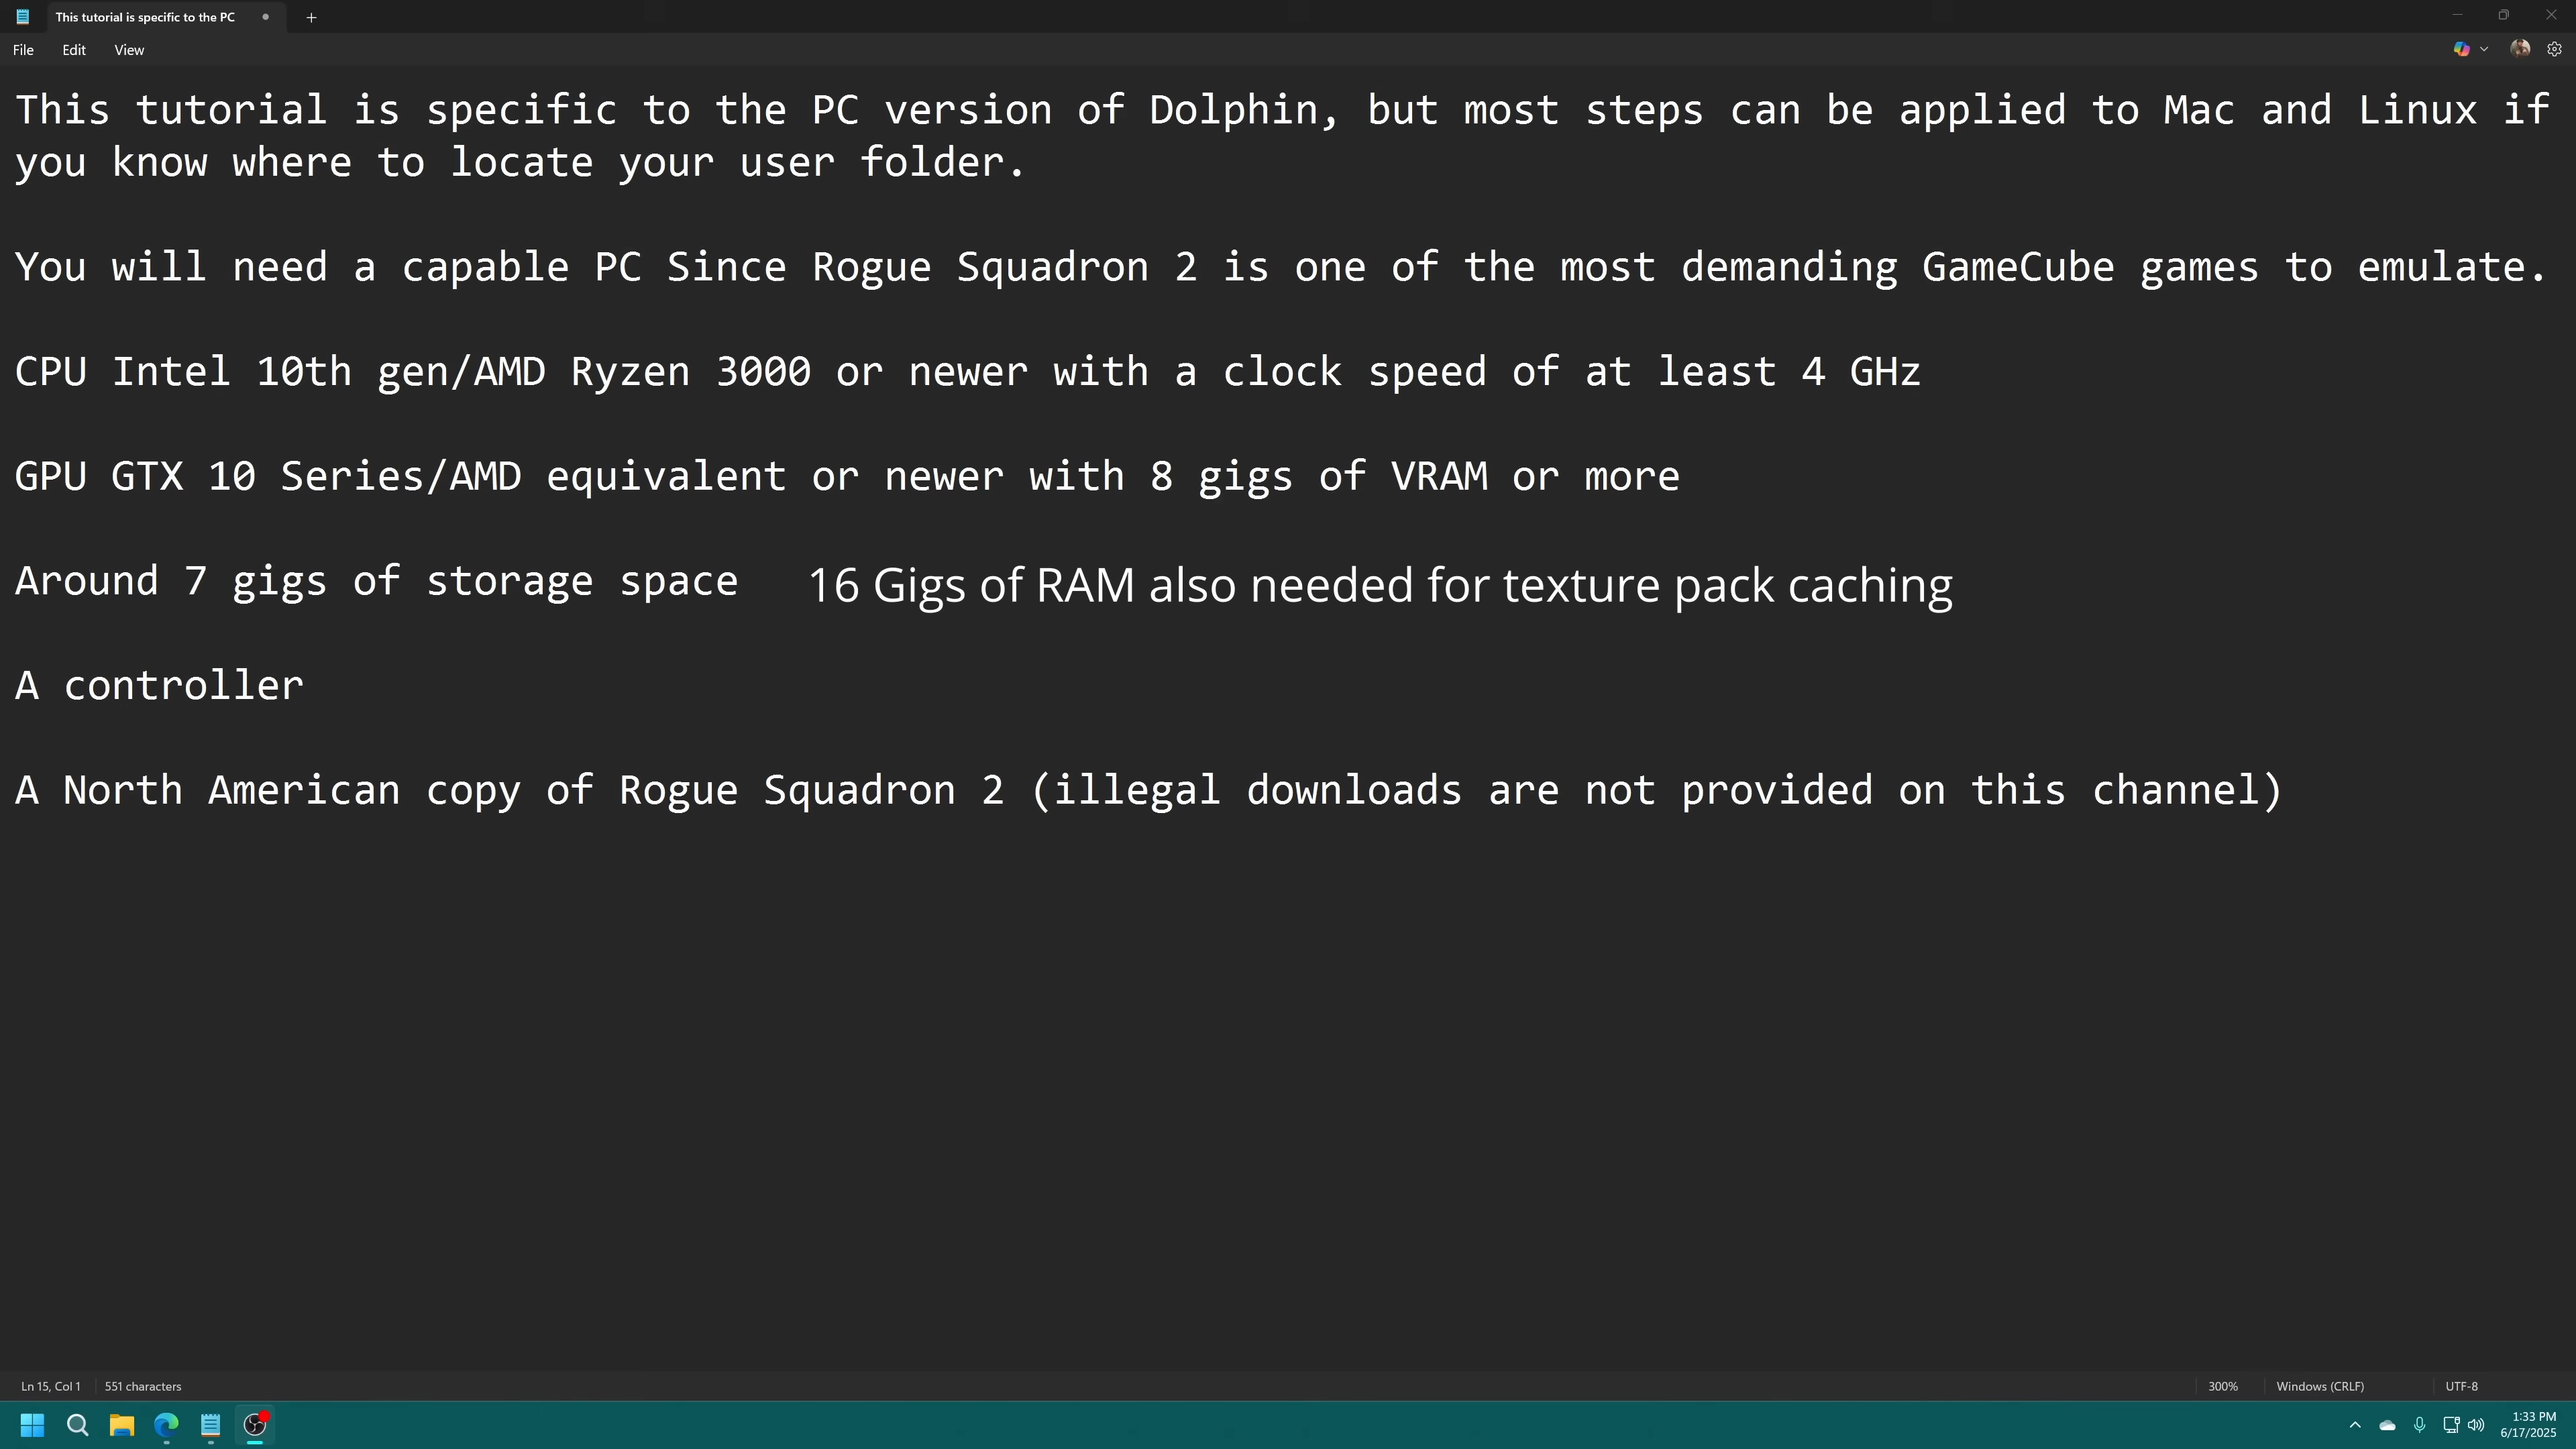 This tutorial is specific to the PC
File Edit View
This tutorial is specific to the PC version of Dolphin, but most steps can be applied to Mac and Linux if
you know where to locate your user folder.
You will need a capable PC Since Rogue Squadron 2 is one of the most demanding GameCube games to emulate.
CPU Intel 10th gen/AMD Ryzen 3000 or newer with a clock speed of at least 4 GHz
GPU GTX 10 Series/AMD equivalent or newer with 8 gigs of VRAM or more
Around 7 gigs of storage space 16 Gigs of RAM also needed for texture pack caching
A controller
A North American copy of Rogue Squadron 2 (illegal downloads are not provided on this channel)
Ln 15, Col 1 551 characters 300% Windows (CRLF) UTF-8
1:33 PM
6/17/2025